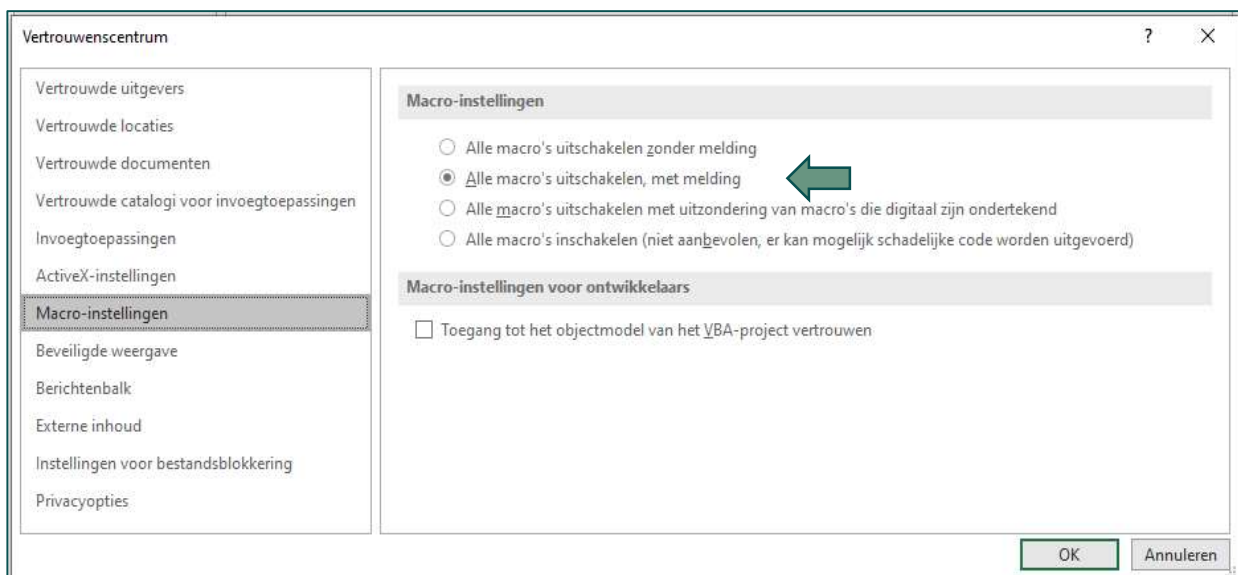 Vertrouwenscentrum
?
Vertrouwde uitgevers
Vertrouwde locaties
Vertrouwde documenten
Vertrouwde catalogi voor invoegtoepassingen
Invoegtoepassingen
ActiveX-instellingen
Macro-instellingen
Beveiligde weergave
Berichtenbalk
Externe inhoud
Instellingen voor bestandsblokkering
Privacyopties
Macro-instellingen
Alle macro's uitschakelen zonder melding
Alle macro's uitschakelen, met melding
Alle macro's uitschakelen met uitzondering van macro's die digitaal zijn ondertekend
Alle macro's inschakelen (niet aanbevolen, er kan mogelijk schadelijke code worden uitgevoerd)
Macro-instellingen voor ontwikkelaars
Toegang tot het objectmodel van het VBA-project vertrouwen
OK
Annuleren